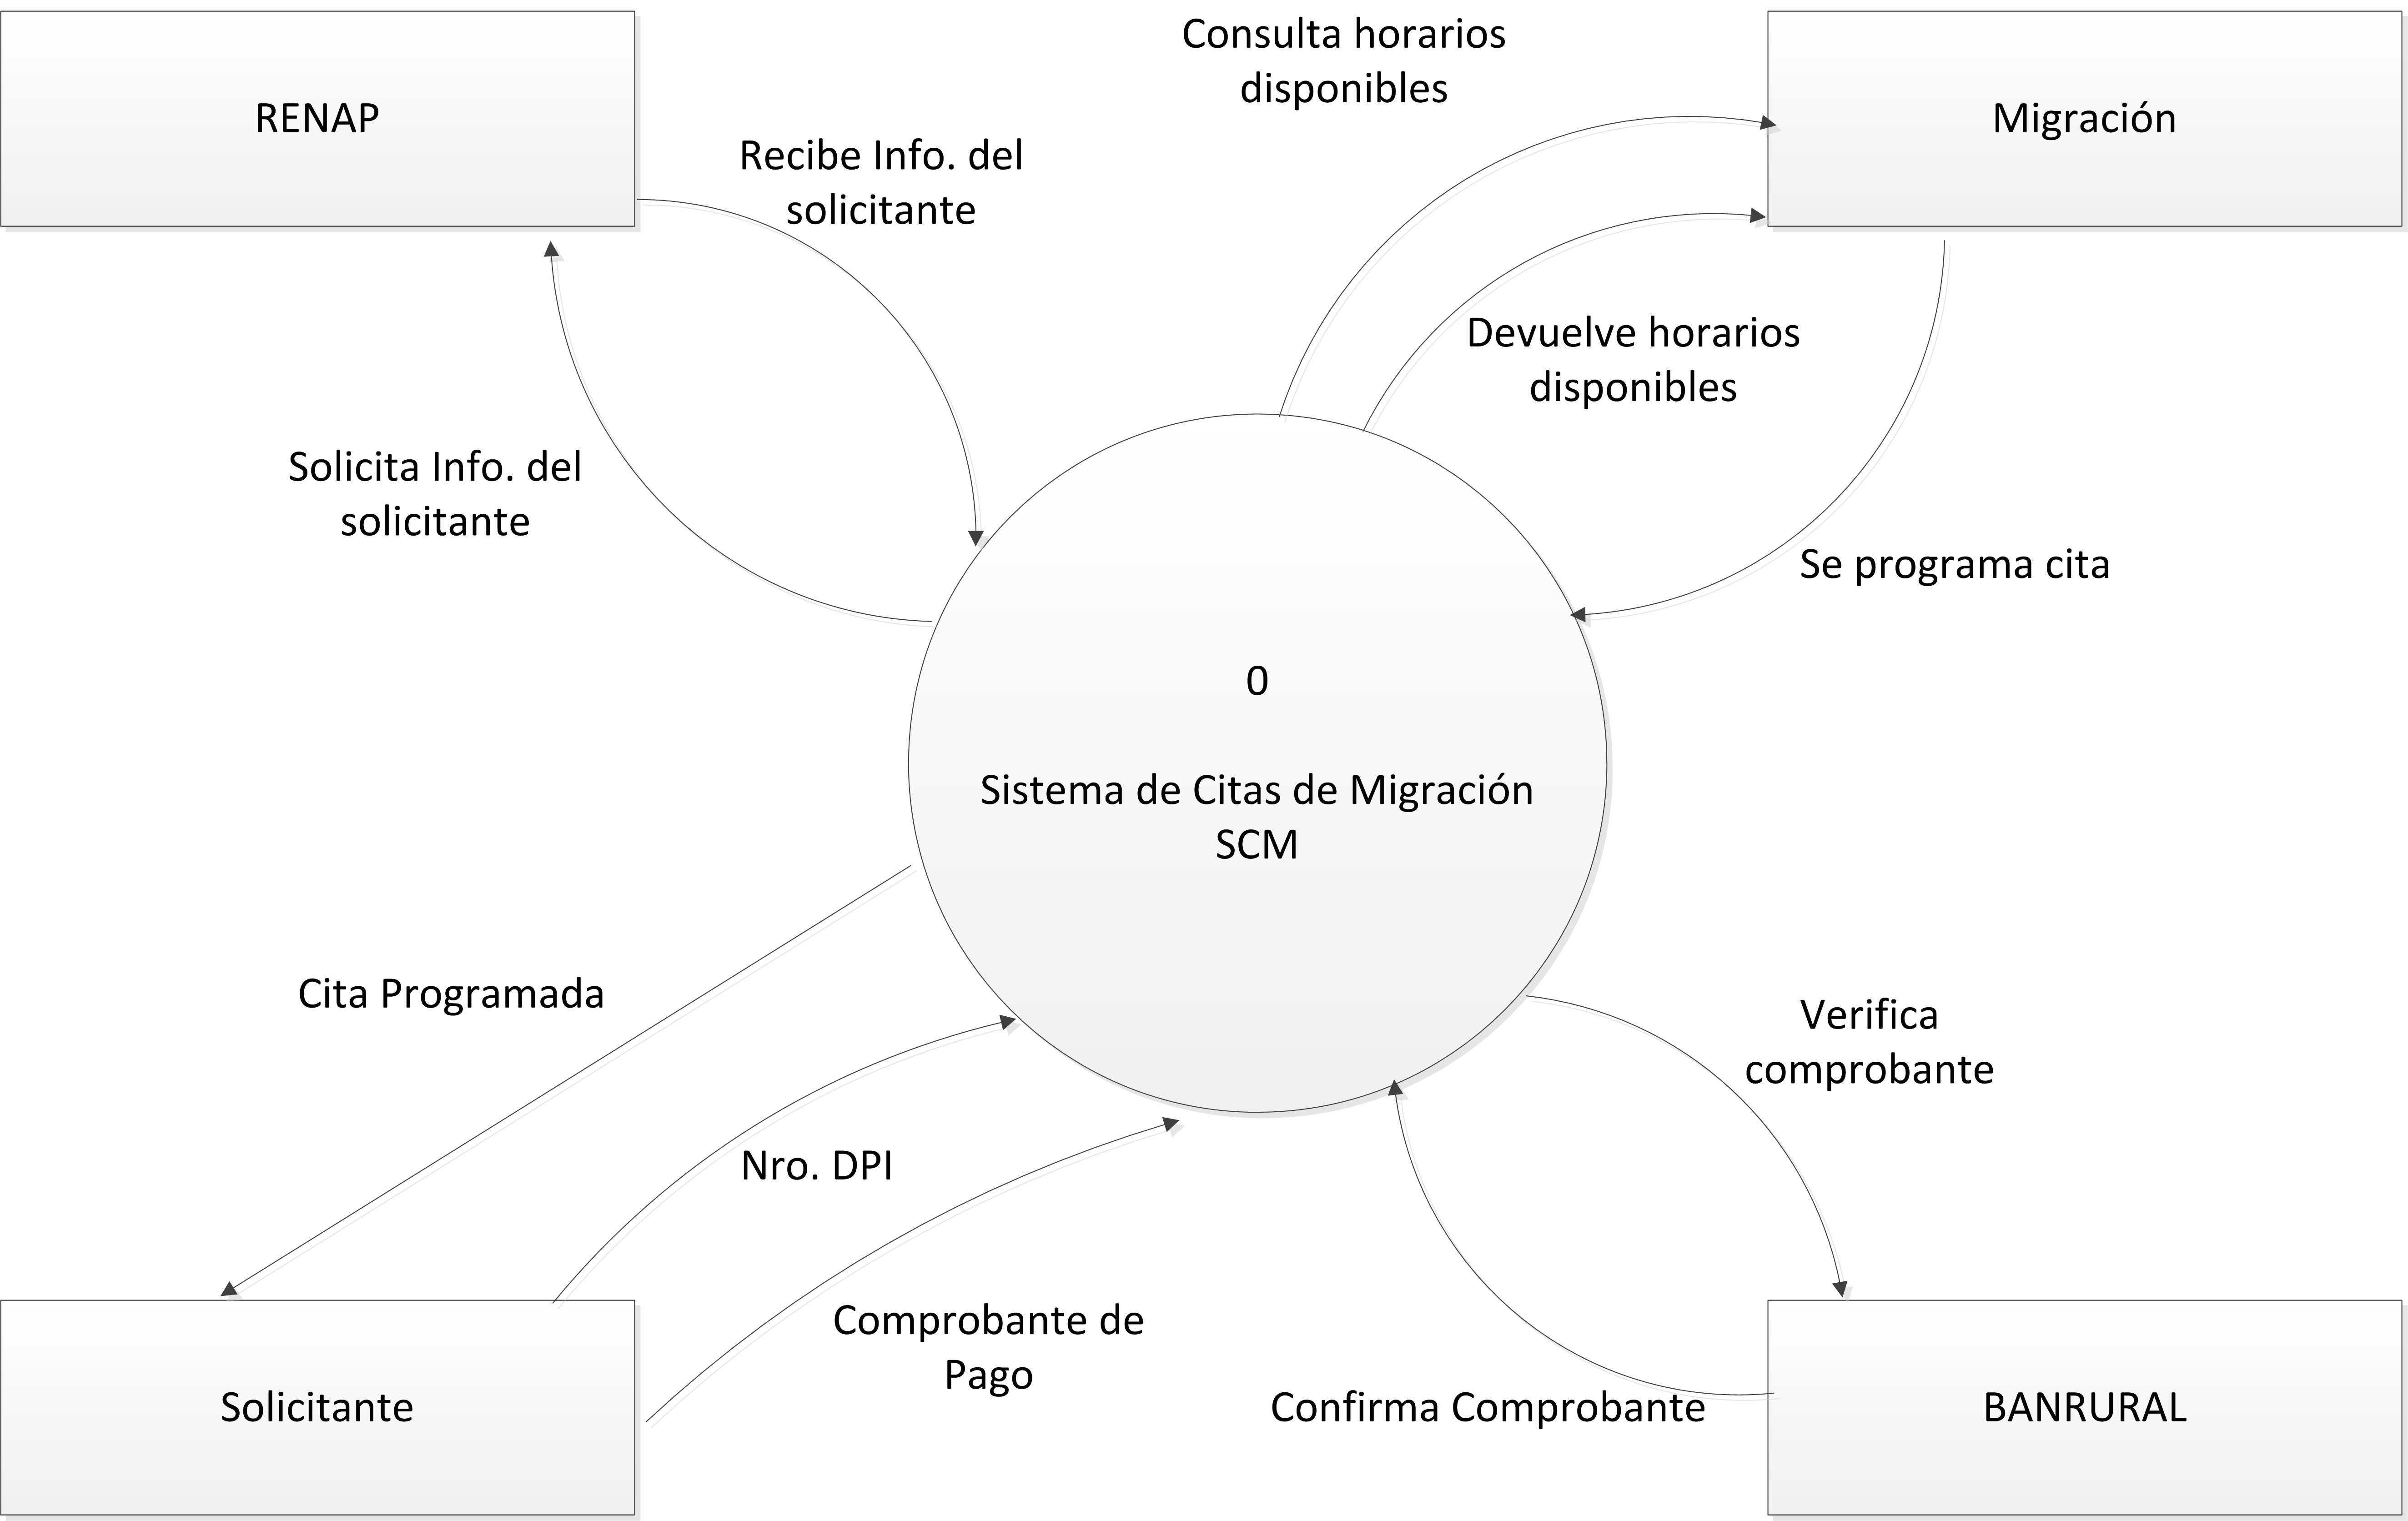 RENAP
Consulta horarios
disponibles
Migración
Recibe Info. del
solicitante
Devuelve horarios
disponibles
Solicita Info. del
solicitante
Se programa cita
0
Sistema de Citas de Migración
SCM
Cita Programada
Verifica
comprobante
Nro. DPI
Comprobante de
Pago
Confirma Comprobante
Solicitante
BANRURAL